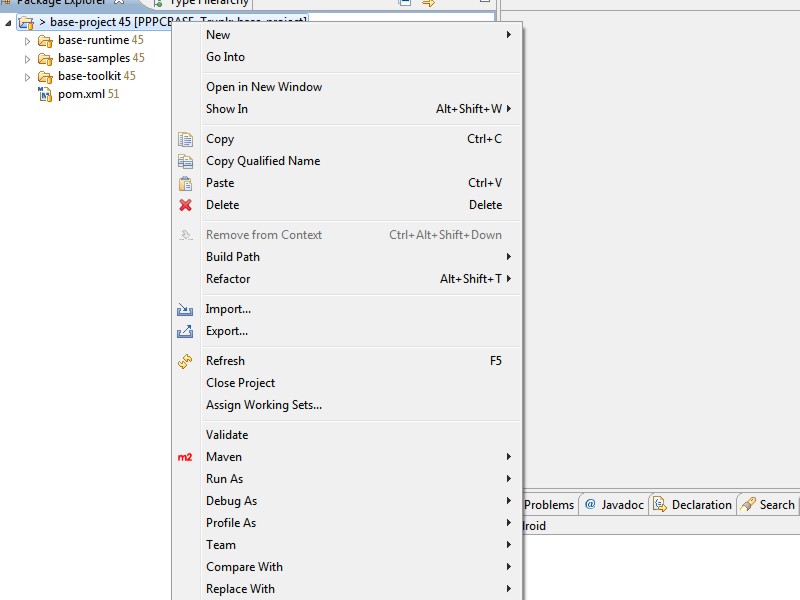 Package Explorer Type Hierarchy
> base-project 45 [PPPCBASE_Trunk: base-project]
base-runtime 45
base-samples 45
base-toolkit 45
pom.xml 51
New
Go Into
Open in New Window
Show In Alt+Shift+W
Copy Ctrl+C
Copy Qualified Name
Paste Ctrl+V
Delete Delete
Remove from Context Ctrl+Alt+Shift+Down
Build Path
Refactor Alt+Shift+T
Import...
Export...
Refresh F5
Close Project
Assign Working Sets...
Validate
m2 Maven
Run As
Debug As
Profile As
Team
Compare With
Replace With
Problems @ Javadoc Declaration Search
droid